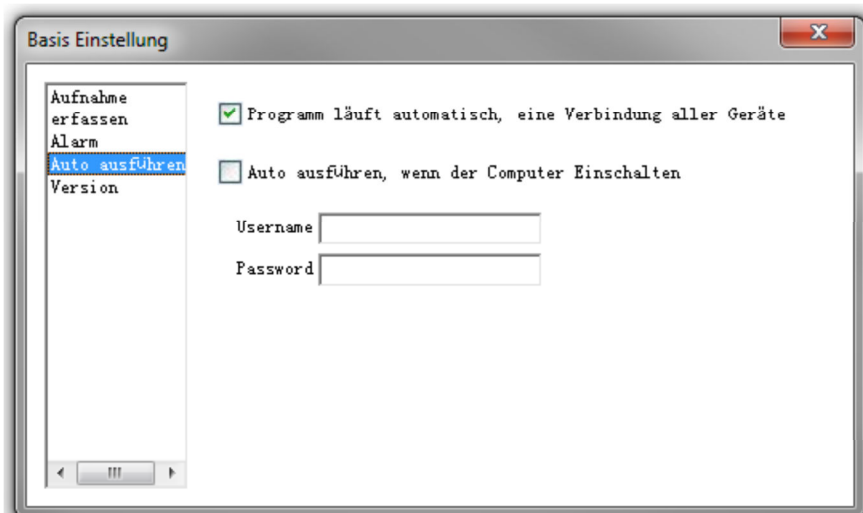 Basis Einstellung
Aufnahme
erfassen
Alarm
Auto ausführen
Version
Programm läuft automatisch, eine Verbindung aller Geräte
Auto ausführen, wenn der Computer Einschalten
Username
Password